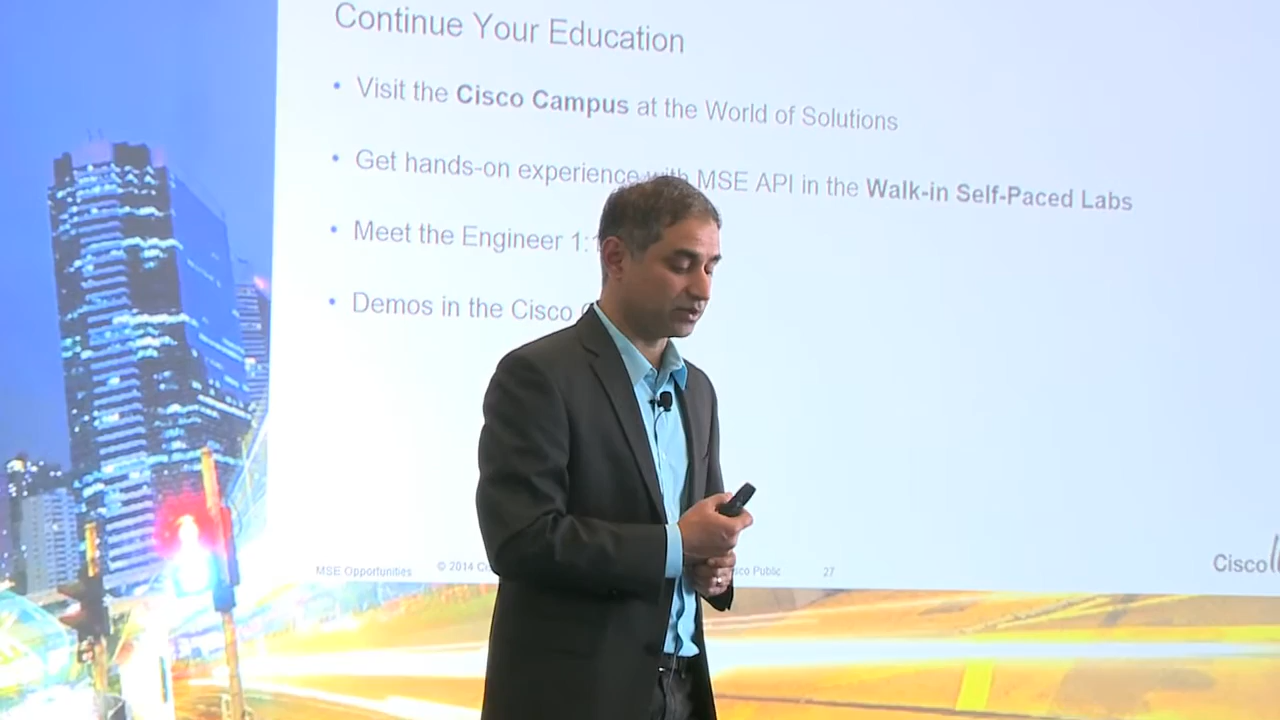 Continue Your Education
• Visit the Cisco Campus at the World of Solutions
• Get hands-on experience with MSE API in the Walk-in Self-Paced Labs
• Meet the Engineer 1:1
• Demos in the Cisco
MSE Opportunities © 2014 Public 27
Cisco